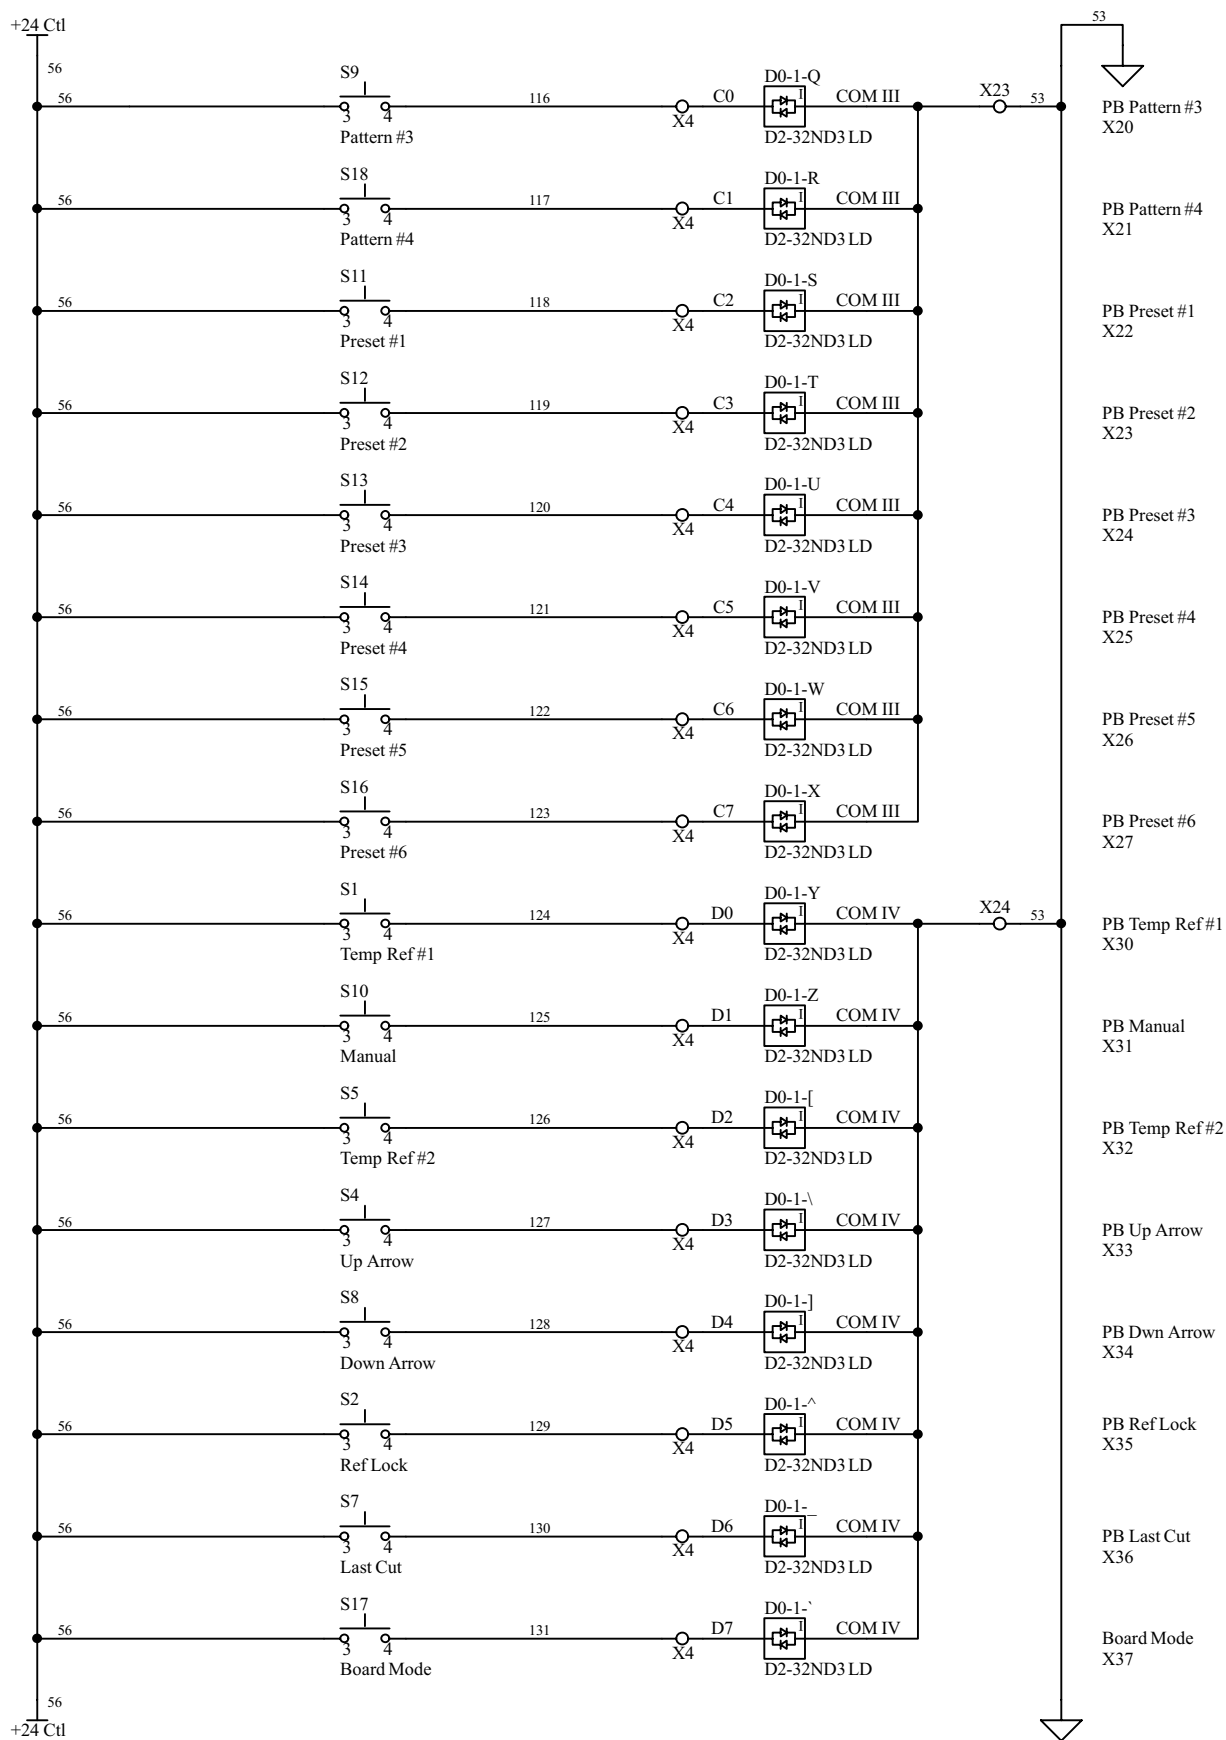 +24 Ctl
53
56
S9 D0-1-Q
56 116 C0 COM III X23 53 PB Pattern #3
3 4 X4 I X20
Pattern #3 D2-32ND3 LD
S18 D0-1-R
56 117 C1 COM III PB Pattern #4
3 4 X4 I X21
Pattern #4 D2-32ND3 LD
S11 D0-1-S
56 118 C2 COM III PB Preset #1
3 4 X4 I X22
Preset #1 D2-32ND3 LD
S12 D0-1-T
56 119 C3 COM III PB Preset #2
3 4 X4 I X23
Preset #2 D2-32ND3 LD
S13 D0-1-U
56 120 C4 COM III PB Preset #3
3 4 X4 I X24
Preset #3 D2-32ND3 LD
S14 D0-1-V
56 121 C5 COM III PB Preset #4
3 4 X4 I X25
Preset #4 D2-32ND3 LD
S15 D0-1-W
56 122 C6 COM III PB Preset #5
3 4 X4 I X26
Preset #5 D2-32ND3 LD
S16 D0-1-X
56 123 C7 COM III PB Preset #6
3 4 X4 I X27
Preset #6 D2-32ND3 LD
S1 D0-1-Y
56 124 D0 COM IV X24 53 PB Temp Ref #1
3 4 X4 I X30
Temp Ref #1 D2-32ND3 LD
S10 D0-1-Z
56 125 D1 COM IV PB Manual
3 4 X4 I X31
Manual D2-32ND3 LD
S5 D0-1-[
56 126 D2 COM IV PB Temp Ref #2
3 4 X4 I X32
Temp Ref #2 D2-32ND3 LD
S4 D0-1-\
56 127 D3 COM IV PB Up Arrow
3 4 X4 I X33
Up Arrow D2-32ND3 LD
S8 D0-1-]
56 128 D4 COM IV PB Dwn Arrow
3 4 X4 I X34
Down Arrow D2-32ND3 LD
S2 D0-1-^
56 129 D5 COM IV PB Ref Lock
3 4 X4 I X35
Ref Lock D2-32ND3 LD
S7 D0-1-_
56 130 D6 COM IV PB Last Cut
3 4 X4 I X36
Last Cut D2-32ND3 LD
S17 D0-1-`
56 131 D7 COM IV Board Mode
3 4 X4 I X37
Board Mode D2-32ND3 LD
56
+24 Ctl